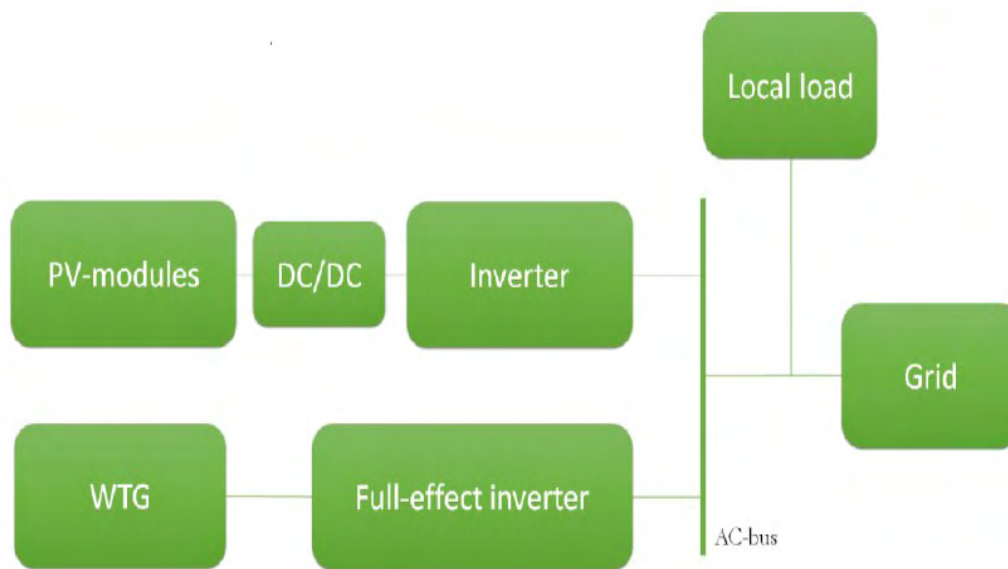 Local load
PV-modules
DC/DC
Inverter
Grid
WTG
Full-effect inverter
AC-bus